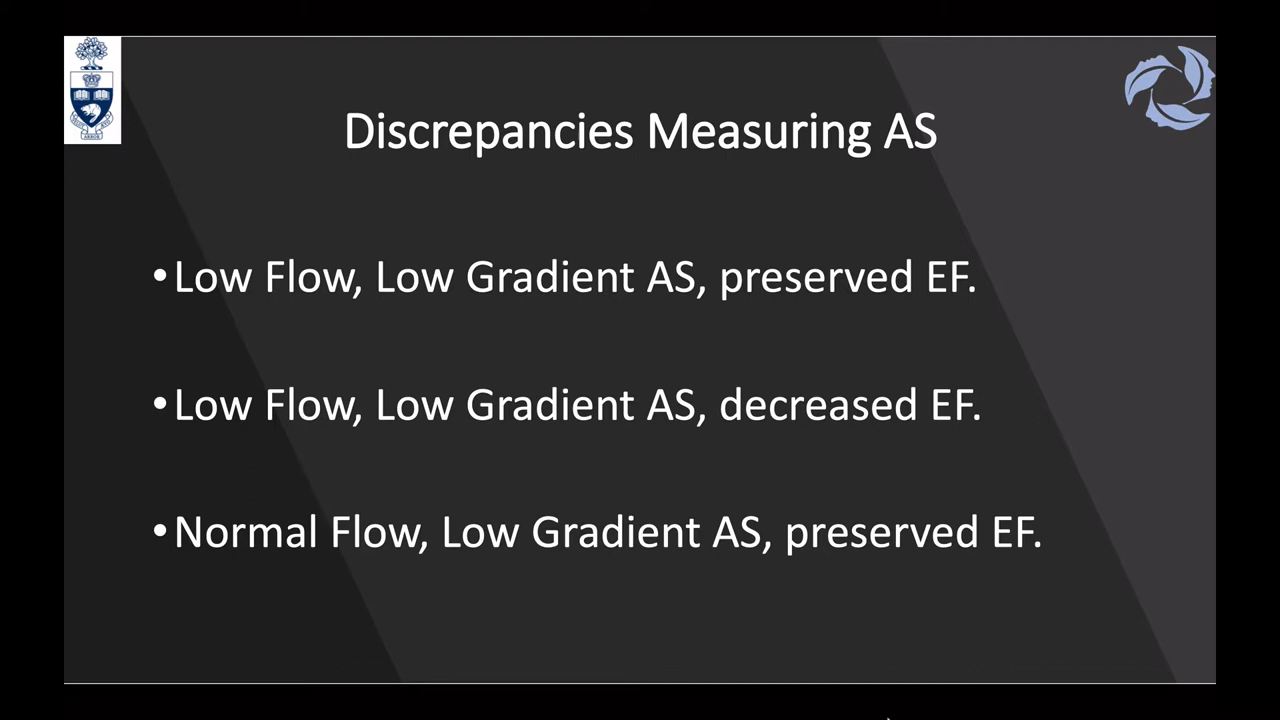 Discrepancies Measuring AS
•Low Flow, Low Gradient AS, preserved EF.
•Low Flow, Low Gradient AS, decreased EF.
•Normal Flow, Low Gradient AS, preserved EF.